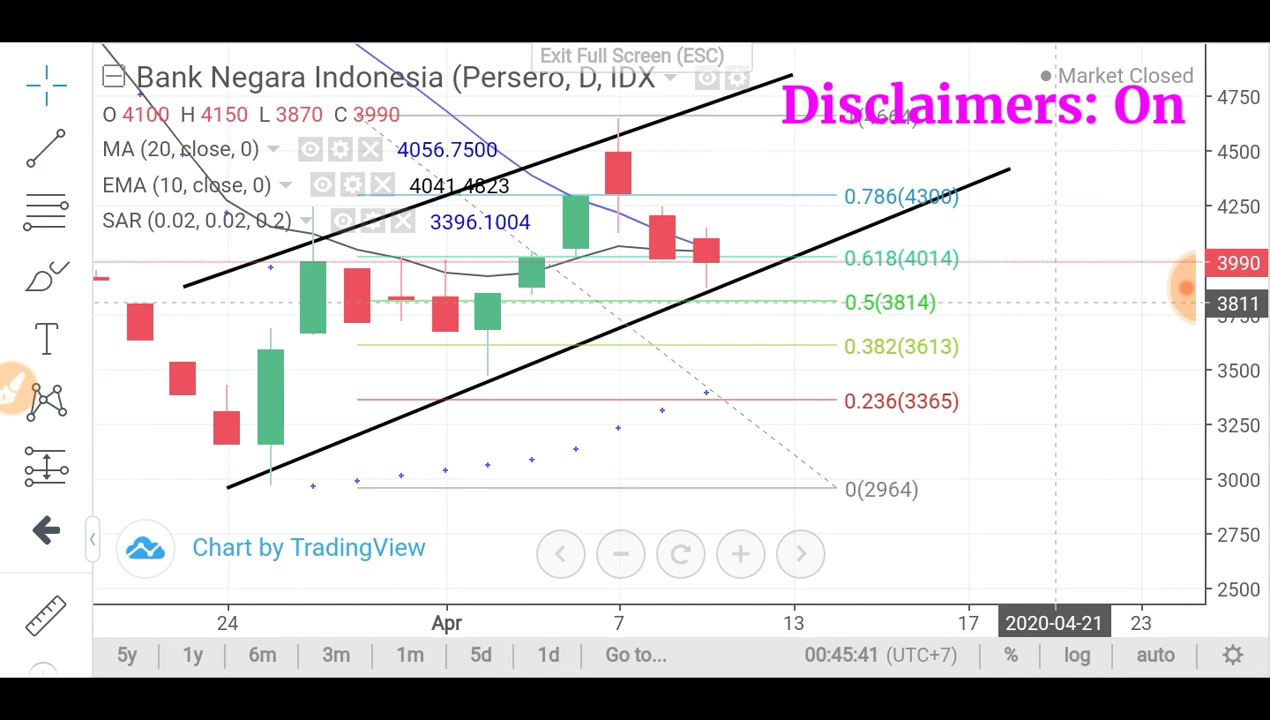 Exit Full Screen (ESC)
Bank Negara Indonesia (Persero, D, IDX
Market Closed
Disclaimers: On
O 4100 H 4150 L 3870 C 3990
1(4664)
MA (20, close, 0) 4056.7500
EMA (10, close, 0) 4041.4823
SAR (0.02, 0.02, 0.2) 3396.1004
0.786(4300)
0.618(4014)
0.5(3814)
0.382(3613)
0.236(3365)
0(2964)
4750
4500
4250
3990
3811
3500
3250
3000
2750
2500
Chart by TradingView
24 Apr 7 13 17 2020-04-21 23
5y 1y 6m 3m 1m 5d 1d Go to... 00:45:41 (UTC+7) % log auto
T